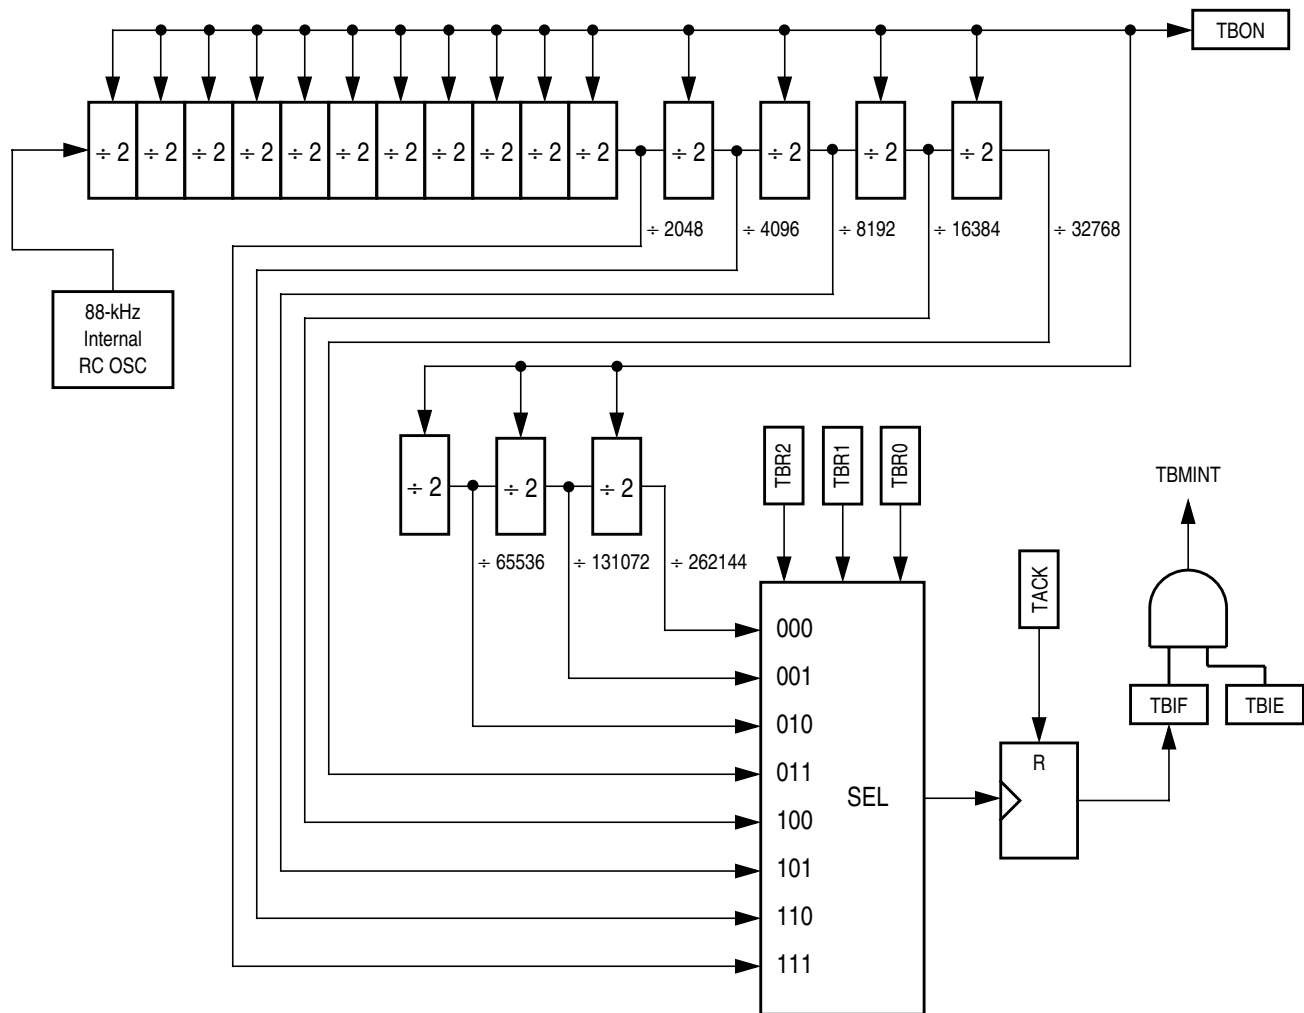 TBON
÷ 2 ÷ 2 ÷ 2 ÷ 2 ÷ 2 ÷ 2 ÷ 2 ÷ 2 ÷ 2 ÷ 2 ÷ 2 ÷ 2 ÷ 2 ÷ 2 ÷ 2
÷ 2048 ÷ 4096 ÷ 8192 ÷ 16384 ÷ 32768
88-kHz
Internal
RC OSC
÷ 2 ÷ 2 ÷ 2
÷ 65536 ÷ 131072 ÷ 262144
TBR2
TBR1
TBR0
TBMINT
TACK
000
001
010
011
100
101
110
111
SEL
R
TBIF
TBIE